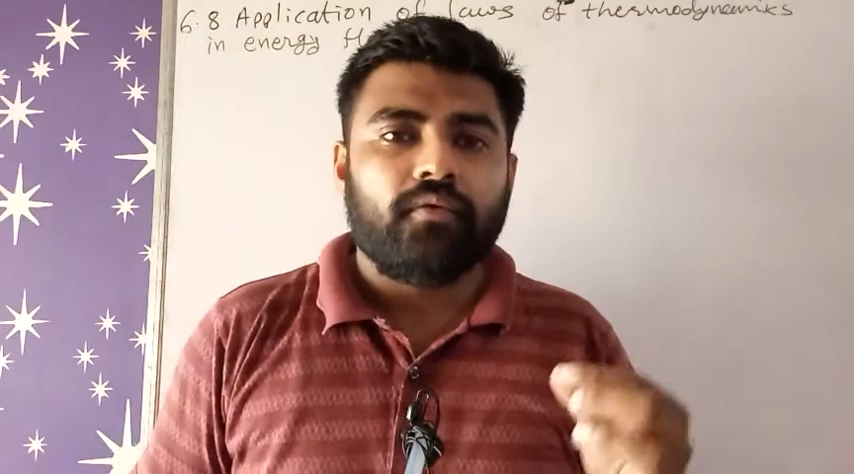 6.8 Application of laws of thermodynamiks
in energy